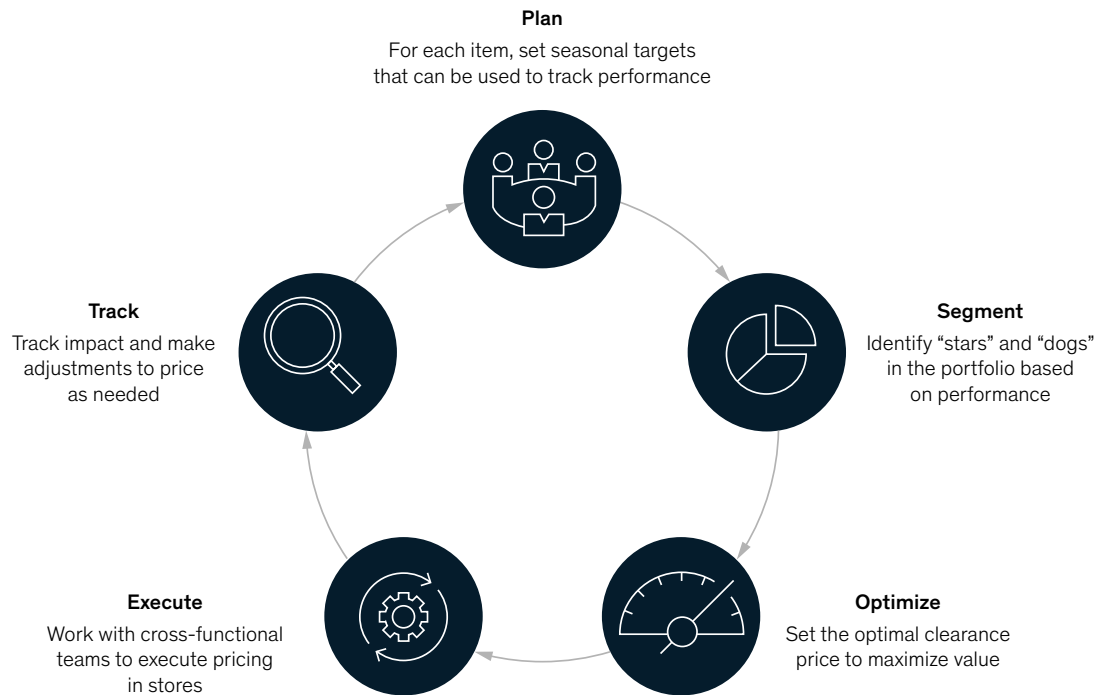 Plan
For each item, set seasonal targets
that can be used to track performance
Segment
Identify “stars” and “dogs”
in the portfolio based
on performance
Optimize
Set the optimal clearance
price to maximize value
Execute
Work with cross-functional
teams to execute pricing
in stores
Track
Track impact and make
adjustments to price
as needed